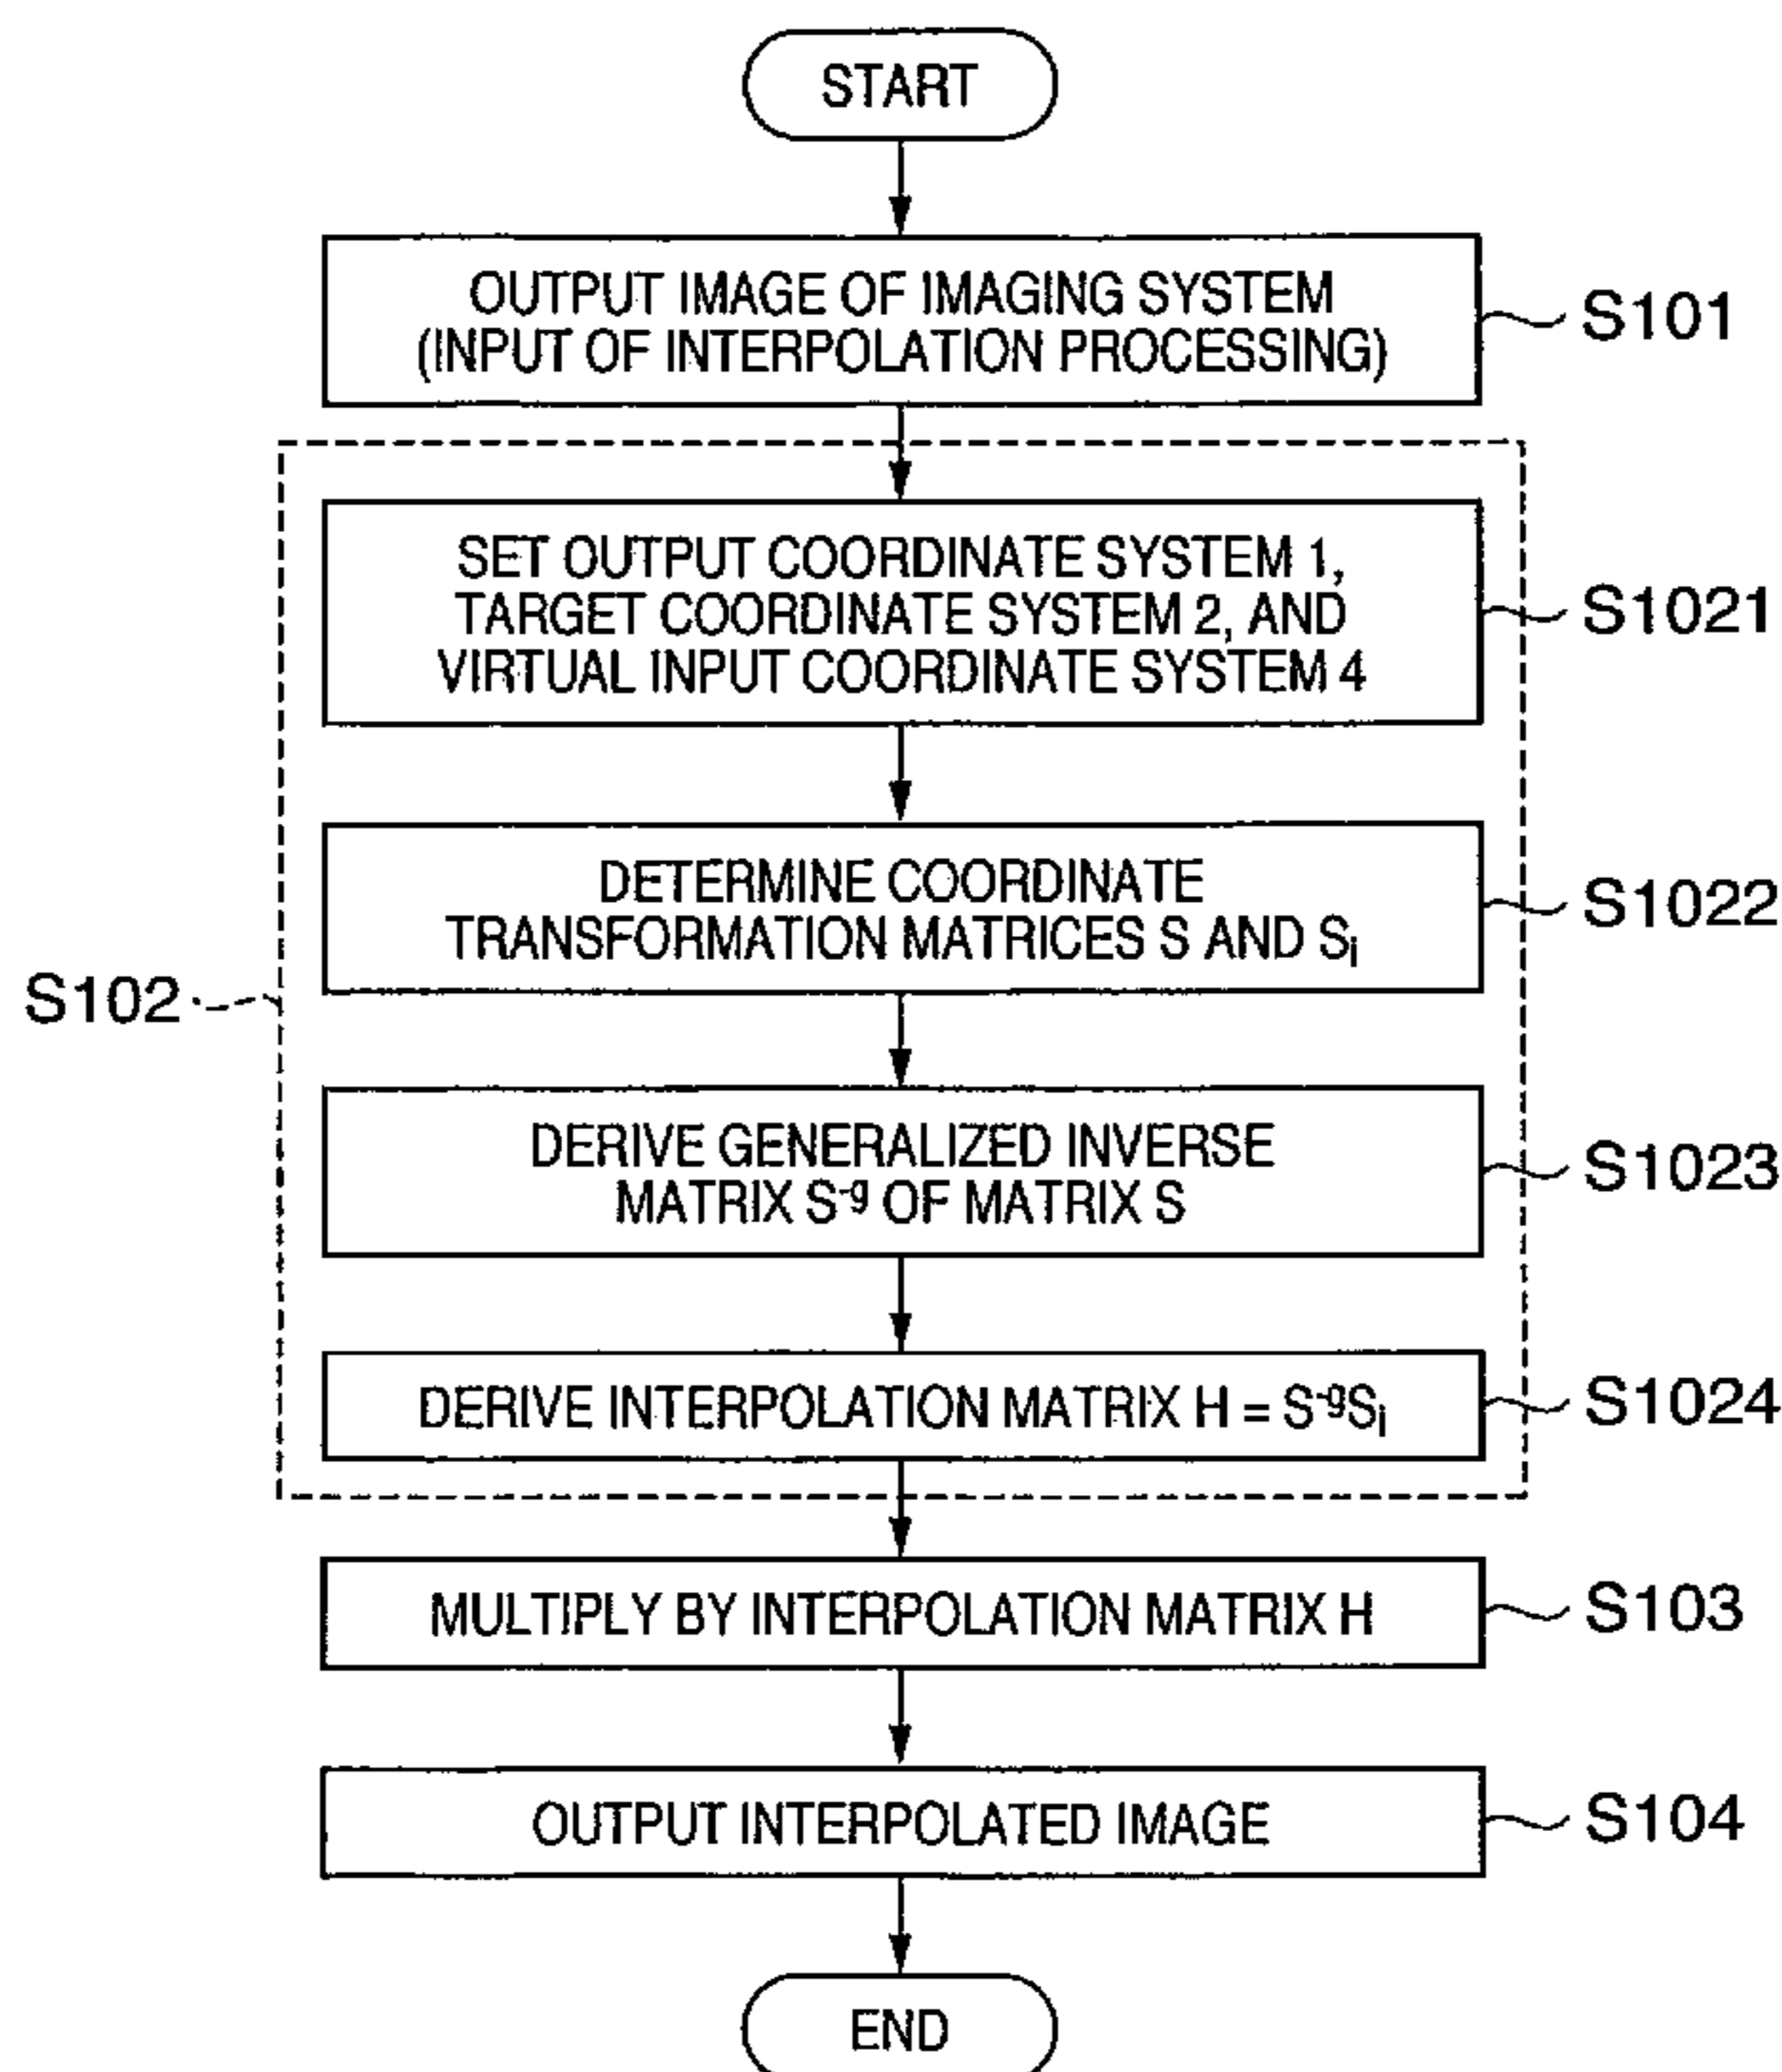 START
OUTPUT IMAGE OF IMAGING SYSTEM
(INPUT OF INTERPOLATION PROCESSING)
S101
SET OUTPUT COORDINATE SYSTEM 1,
TARGET COORDINATE SYSTEM 2, AND
VIRTUAL INPUT COORDINATE SYSTEM 4
S1021
DETERMINE COORDINATE
TRANSFORMATION MATRICES S AND Sᵢ
S1022
S102
DERIVE GENERALIZED INVERSE
MATRIX S⁻ᵍ OF MATRIX S
S1023
DERIVE INTERPOLATION MATRIX H = S⁻ᵍSᵢ
S1024
MULTIPLY BY INTERPOLATION MATRIX H
S103
OUTPUT INTERPOLATED IMAGE
S104
END